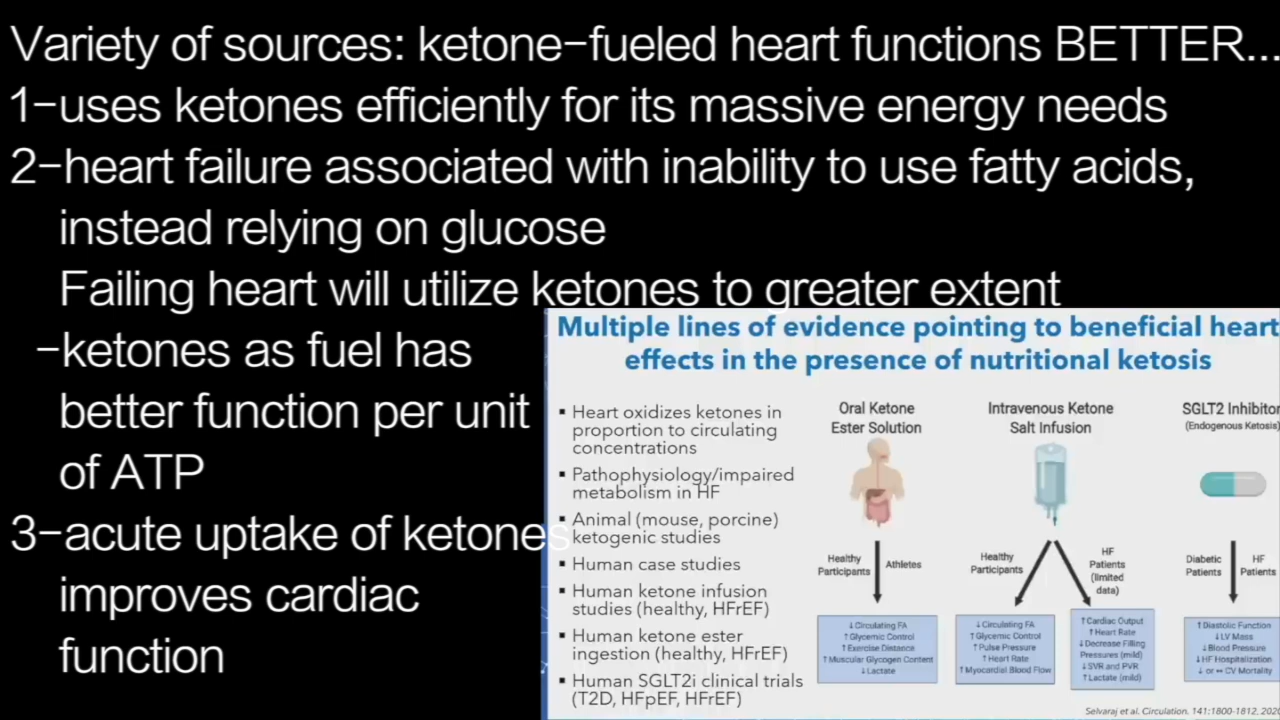 Variety of sources: ketone-fueled heart functions BETTER...
1-uses ketones efficiently for its massive energy needs
2-heart failure associated with inability to use fatty acids,
instead relying on glucose
Failing heart will utilize ketones to greater extent
-ketones as fuel has
better function per unit
of ATP
3-acute uptake of ketones
improves cardiac
function
Multiple lines of evidence pointing to beneficial heart
effects in the presence of nutritional ketosis
▪ Heart oxidizes ketones in
proportion to circulating
concentrations
▪ Pathophysiology/impaired
metabolism in HF
▪ Animal (mouse, porcine)
ketogenic studies
▪ Human case studies
▪ Human ketone infusion
studies (healthy, HFrEF)
▪ Human ketone ester
ingestion (healthy, HFrEF)
▪ Human SGLT2i clinical trials
(T2D, HFpEF, HFrEF)
Oral Ketone
Ester Solution
Healthy
Participants
Athletes
↓Circulating FA
↑Glycemic Control
↑Exercise Distance
↑Muscular Glycogen Content
↓Lactate
Intravenous Ketone
Salt Infusion
Healthy
Participants
HF
Patients
(limited
data)
↓Circulating FA
↑Glycemic Control
↑Pulse Pressure
↑Heart Rate
↑Myocardial Blood Flow
↑Cardiac Output
↑Heart Rate
↓Decrease Filling
Pressures (mild)
↓SVR and PVR
↑Lactate (mild)
SGLT2 Inhibitor
(Endogenous Ketosis)
Diabetic
Patients
HF
Patients
↑Diastolic Function
↓LV Mass
↓Blood Pressure
↓HF Hospitalization
↓ or ↔ CV Mortality
Selvaraj et al. Circulation. 141:1800-1812, 2020